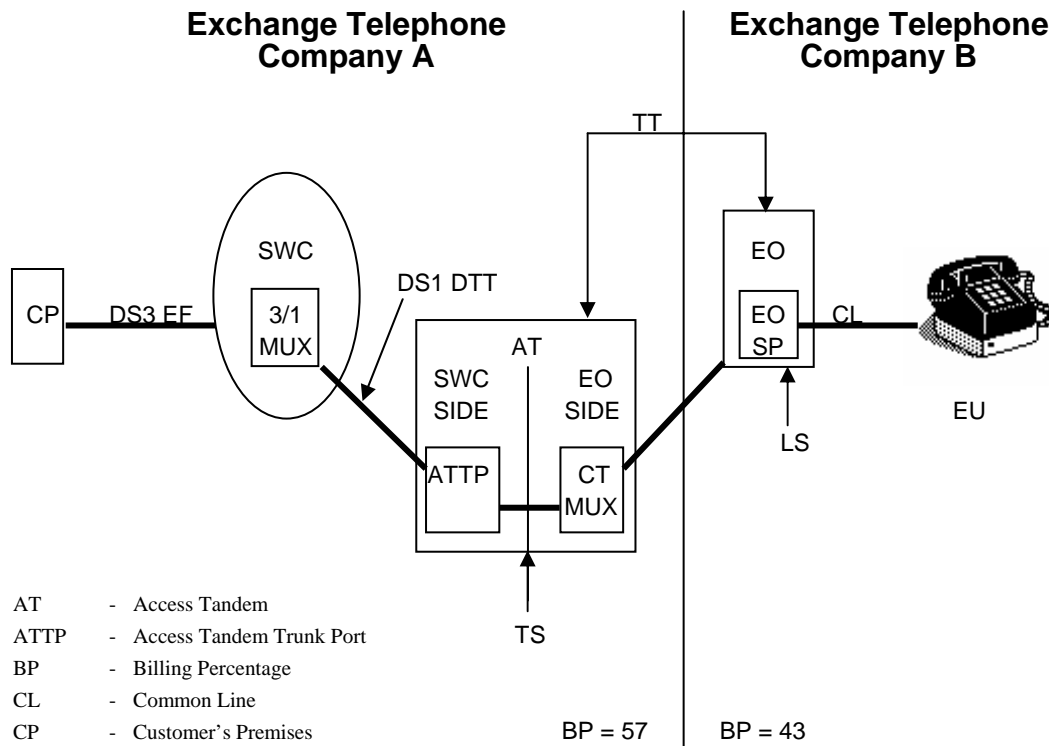 Exchange Telephone
Company A
Exchange Telephone
Company B
TT
SWC
EO
DS1 DTT
CP
DS3 EF
3/1
MUX
EO
SP
CL
AT
SWC
SIDE
EO
SIDE
EU
LS
ATTP
CT
MUX
TS
AT - Access Tandem
ATTP - Access Tandem Trunk Port
BP - Billing Percentage
CL - Common Line
CP - Customer's Premises
BP = 57
BP = 43